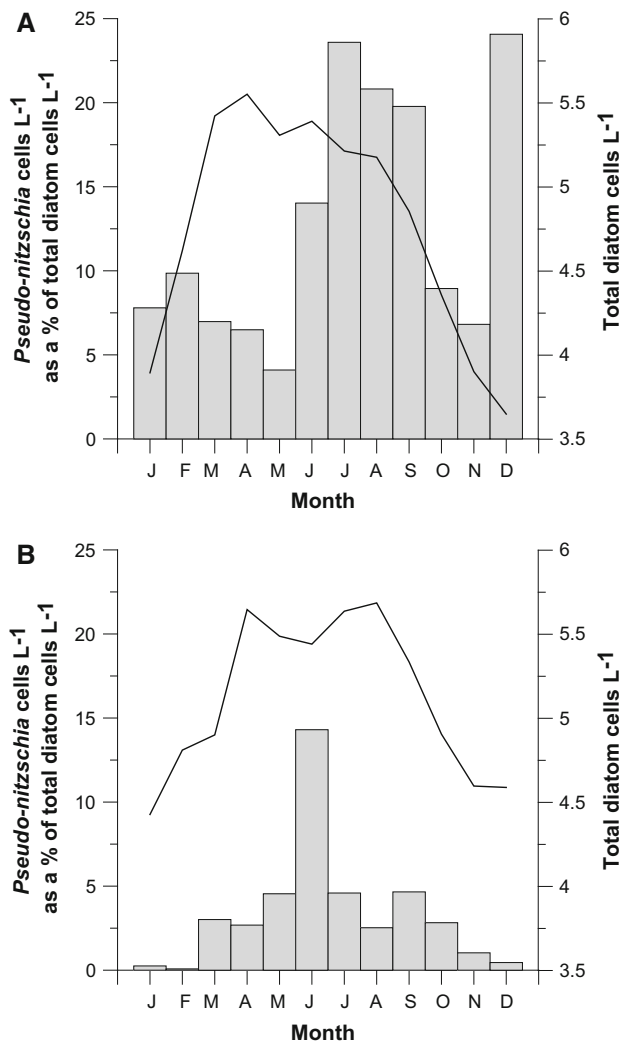 A
25
20
15
10
5
0
Pseudo-nitzschia cells L-1
as a % of total diatom cells L-1
6
5.5
5
4.5
4
3.5
Total diatom cells L-1
J F M A M J J A S O N D
Month
B
25
20
15
10
5
0
Pseudo-nitzschia cells L-1
as a % of total diatom cells L-1
6
5.5
5
4.5
4
3.5
Total diatom cells L-1
J F M A M J J A S O N D
Month